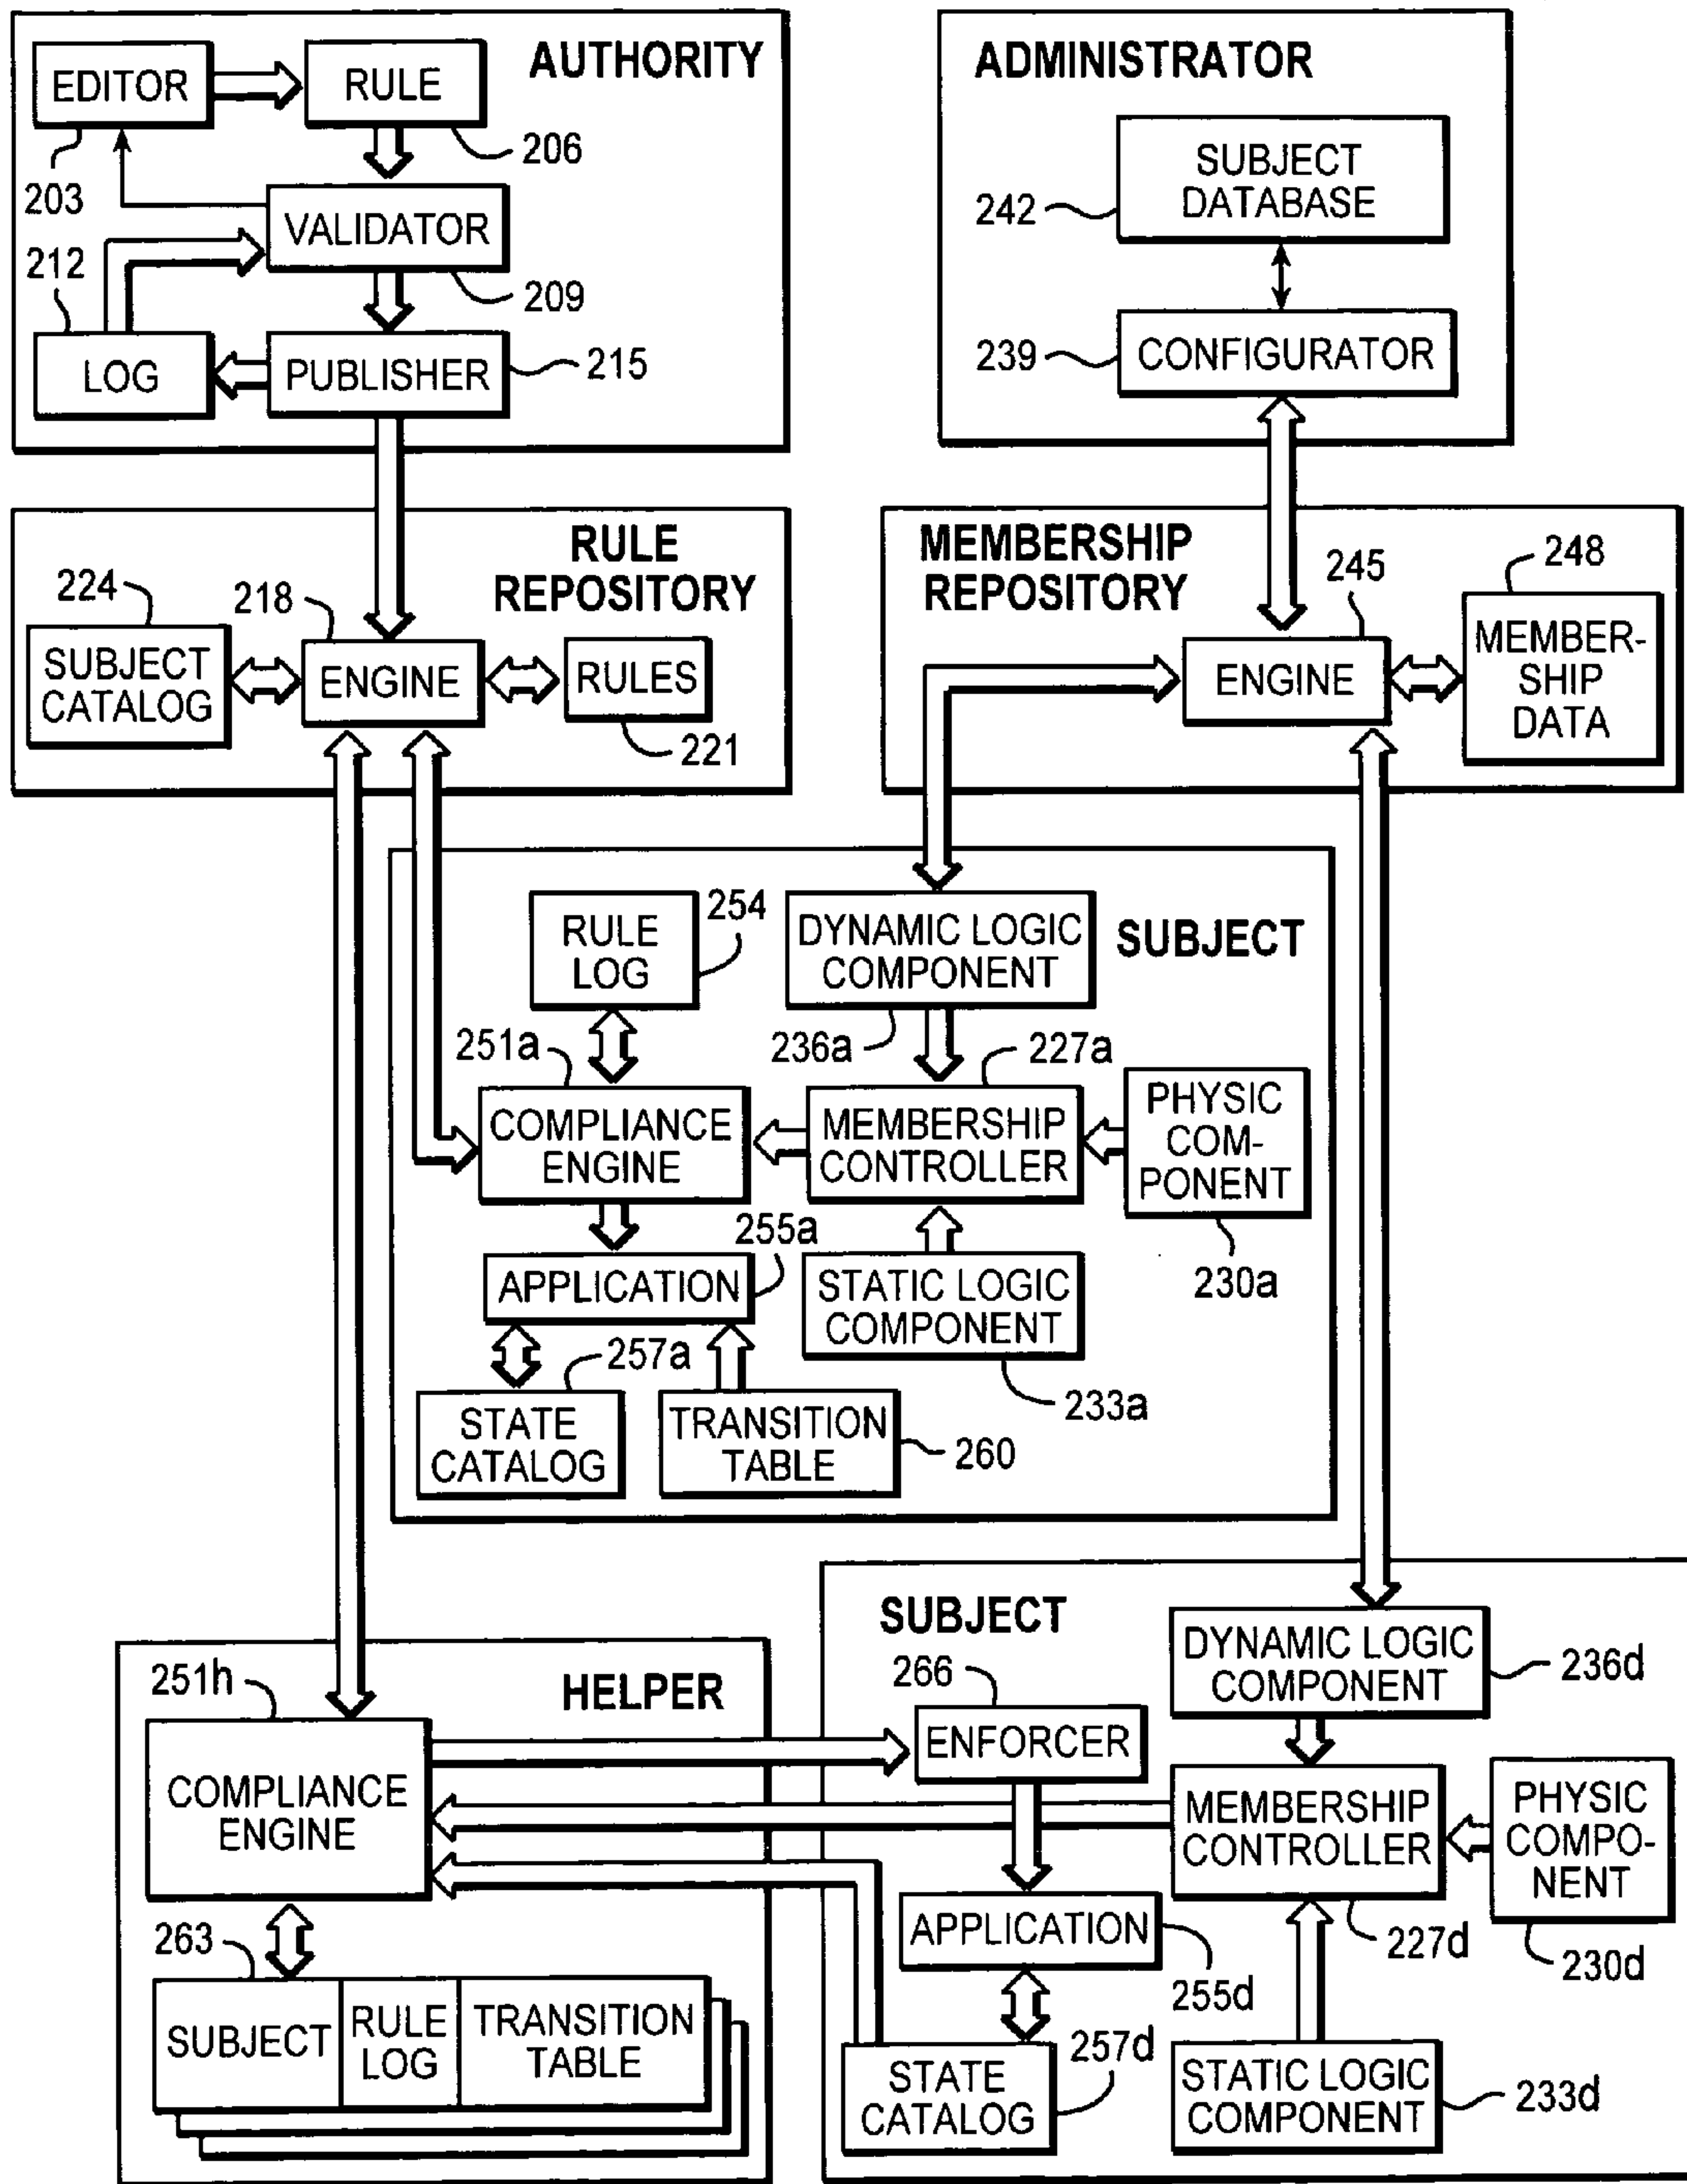 AUTHORITY
EDITOR
RULE
203
206
VALIDATOR
212
209
LOG
PUBLISHER
215
ADMINISTRATOR
SUBJECT
DATABASE
242
239
CONFIGURATOR
RULE
REPOSITORY
224
218
SUBJECT
CATALOG
ENGINE
RULES
221
MEMBERSHIP
REPOSITORY
245
248
ENGINE
MEMBER-
SHIP
DATA
SUBJECT
RULE
LOG
254
DYNAMIC LOGIC
COMPONENT
236a
251a
227a
COMPLIANCE
ENGINE
MEMBERSHIP
CONTROLLER
PHYSIC
COM-
PONENT
230a
255a
APPLICATION
STATIC LOGIC
COMPONENT
233a
257a
STATE
CATALOG
TRANSITION
TABLE
260
HELPER
251h
COMPLIANCE
ENGINE
263
SUBJECT
RULE
LOG
TRANSITION
TABLE
SUBJECT
266
ENFORCER
DYNAMIC LOGIC
COMPONENT
236d
MEMBERSHIP
CONTROLLER
227d
PHYSIC
COMPO-
NENT
230d
APPLICATION
255d
STATE
CATALOG
257d
STATIC LOGIC
COMPONENT
233d